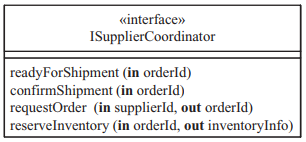 «interface»
ISupplierCoordinator
readyForShipment (in orderId)
confirmShipment (in orderId)
requestOrder (in supplierId, out orderId)
reserveInventory (in orderId, out inventoryInfo)